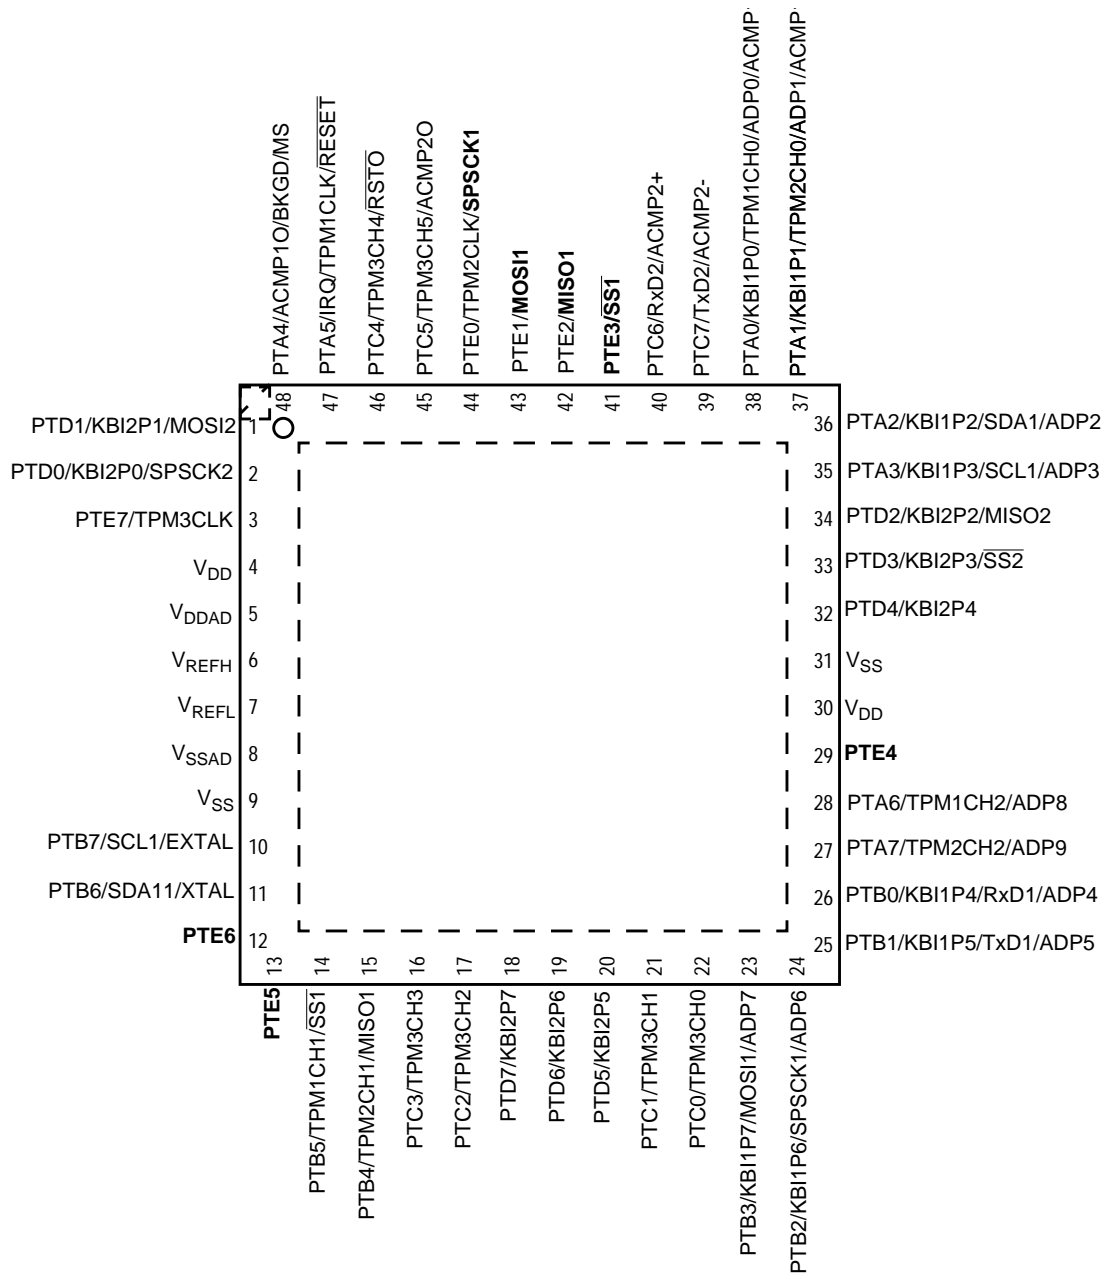 PTA4/ACMP1O/BKGD/MS
PTA5/IRQ/TPM1CLK/RESET
PTC4/TPM3CH4/RSTO
PTC5/TPM3CH5/ACMP2O
PTE0/TPM2CLK/SPSCK1
PTE1/MOSI1
PTE2/MISO1
PTE3/SS1
PTC6/RxD2/ACMP2+
PTC7/TxD2/ACMP2-
PTA0/KBI1P0/TPM1CH0/ADP0/ACMP
PTA1/KBI1P1/TPM2CH0/ADP1/ACMP
48
47
46
45
44
43
42
41
40
39
38
37
PTD1/KBI2P1/MOSI2 1
PTD0/KBI2P0/SPSCK2 2
PTE7/TPM3CLK 3
VDD 4
VDDAD 5
VREFH 6
VREFL 7
VSSAD 8
VSS 9
PTB7/SCL1/EXTAL 10
PTB6/SDA11/XTAL 11
PTE6 12
36 PTA2/KBI1P2/SDA1/ADP2
35 PTA3/KBI1P3/SCL1/ADP3
34 PTD2/KBI2P2/MISO2
33 PTD3/KBI2P3/SS2
32 PTD4/KBI2P4
31 VSS
30 VDD
29 PTE4
28 PTA6/TPM1CH2/ADP8
27 PTA7/TPM2CH2/ADP9
26 PTB0/KBI1P4/RxD1/ADP4
25 PTB1/KBI1P5/TxD1/ADP5
13
14
15
16
17
18
19
20
21
22
23
24
PTE5
PTB5/TPM1CH1/SS1
PTB4/TPM2CH1/MISO1
PTC3/TPM3CH3
PTC2/TPM3CH2
PTD7/KBI2P7
PTD6/KBI2P6
PTD5/KBI2P5
PTC1/TPM3CH1
PTC0/TPM3CH0
PTB3/KBI1P7/MOSI1/ADP7
PTB2/KBI1P6/SPSCK1/ADP6